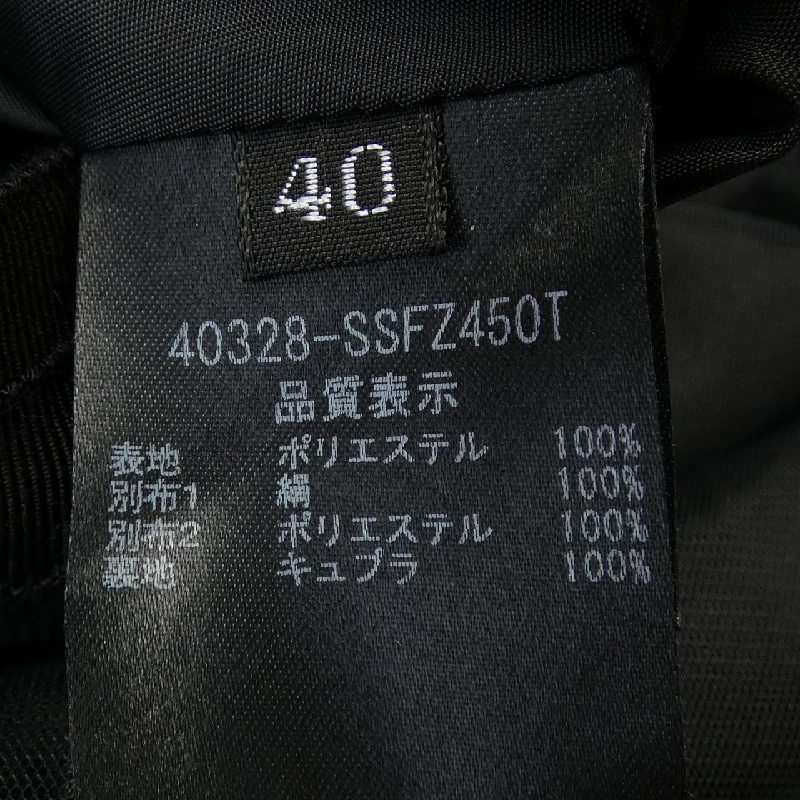 40
40328-SSFZ450T
品質表示
表地 ポリエステル 100%
別布1 絹 100%
別布2 ポリエステル 100%
裏地 キュプラ 100%